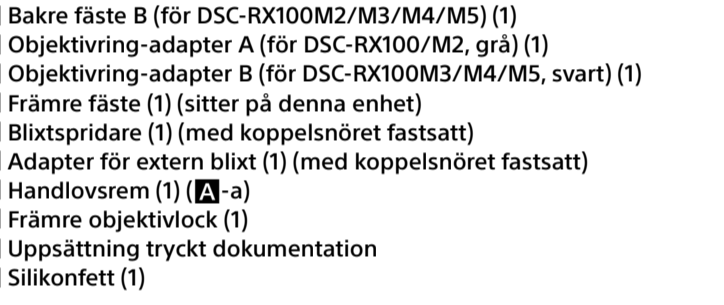 Bakre fäste B (för DSC-RX100M2/M3/M4/M5) (1)
Objektivring-adapter A (för DSC-RX100/M2, grå) (1)
Objektivring-adapter B (för DSC-RX100M3/M4/M5, svart) (1)
Främre fäste (1) (sitter på denna enhet)
Blixtspridare (1) (med koppelsnöret fastsatt)
Adapter för extern blixt (1) (med koppelsnöret fastsatt)
Handlovsrem (1) (A-a)
Främre objektivlock (1)
Uppsättning tryckt dokumentation
Silikonfett (1)